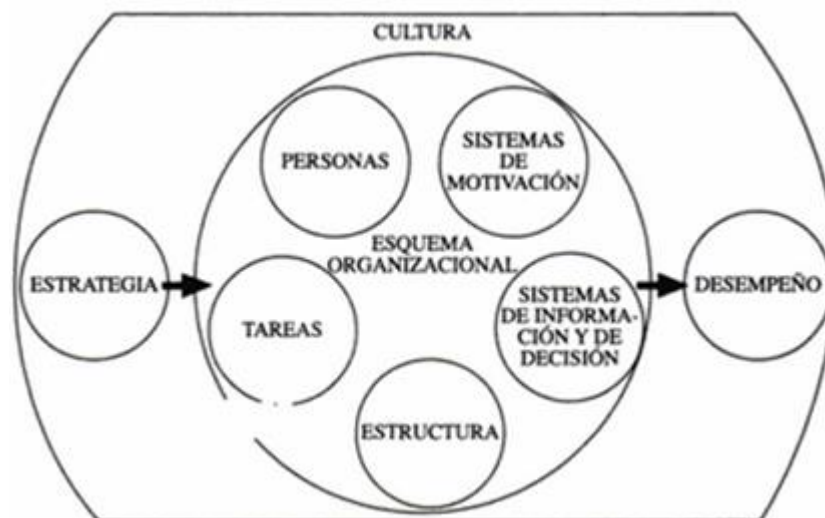 CULTURA
PERSONAS
SISTEMAS
DE
MOTIVACIÓN
ESQUEMA
ORGANIZACIONAL
ESTRATEGIA
TAREAS
SISTEMAS
DE INFORMA-
CIÓN Y DE
DECISIÓN
DESEMPEÑO
ESTRUCTURA